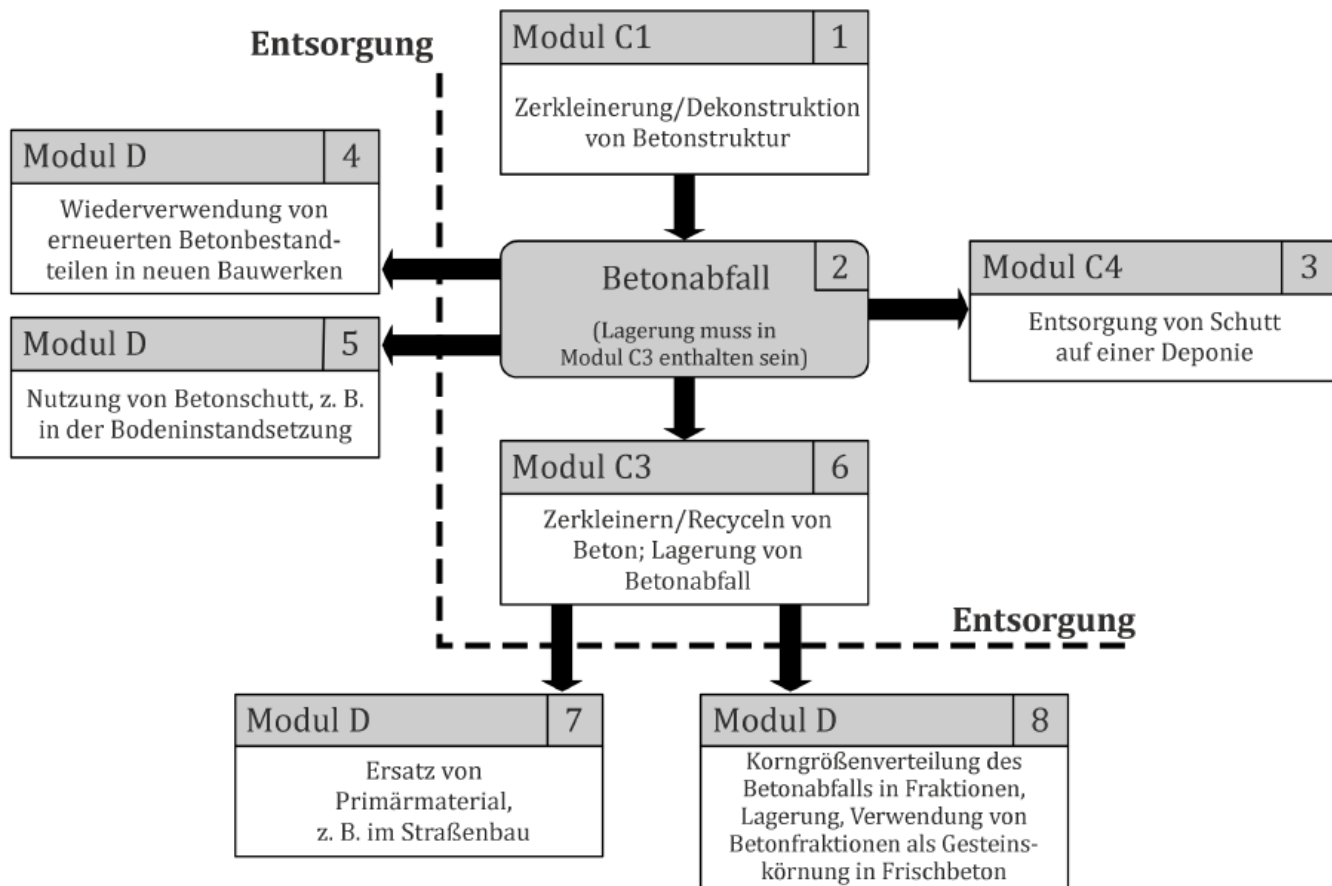 Entsorgung
Modul C1 1
Zerkleinerung/Dekonstruktion
von Betonstruktur
Modul D 4
Wiederverwendung von
erneuerten Betonbestand-
teilen in neuen Bauwerken
Betonabfall 2
(Lagerung muss in
Modul C3 enthalten sein)
Modul C4 3
Entsorgung von Schutt
auf einer Deponie
Modul D 5
Nutzung von Betonschutt, z. B.
in der Bodeninstandsetzung
Modul C3 6
Zerkleinern/Recyceln von
Beton; Lagerung von
Betonabfall
Entsorgung
Modul D 7
Ersatz von
Primärmaterial,
z. B. im Straßenbau
Modul D 8
Korngrößenverteilung des
Betonabfalls in Fraktionen,
Lagerung, Verwendung von
Betonfraktionen als Gesteins-
körnung in Frischbeton